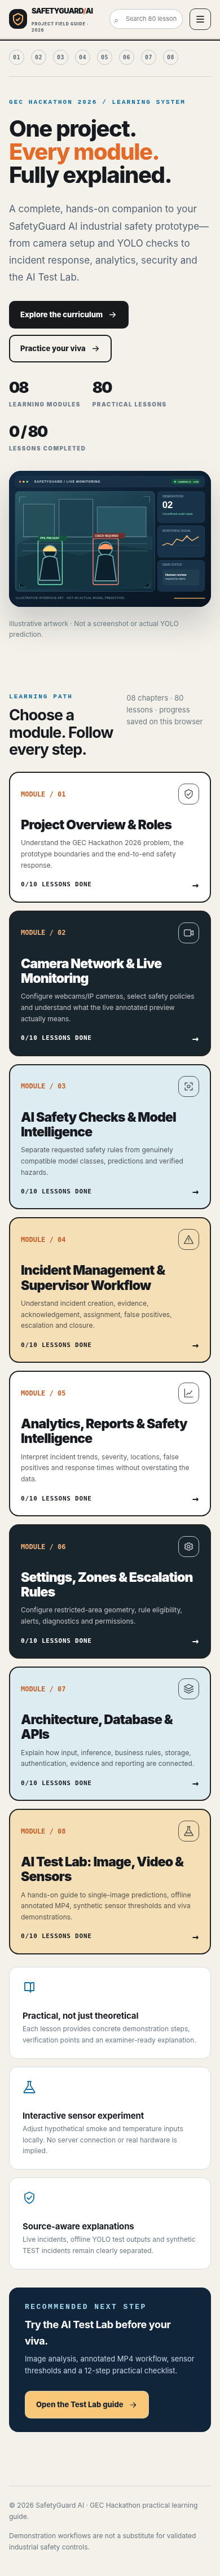 SAFETYGUARD/AI
PROJECT FIELD GUIDE ·
2026
Search 80 lesson
01 02 03 04 05 06 07 08
GEC HACKATHON 2026 / LEARNING SYSTEM
One project.
Every module.
Fully explained.
A complete, hands-on companion to your
SafetyGuard AI industrial safety prototype—
from camera setup and YOLO checks to
incident response, analytics, security and
the AI Test Lab.
Explore the curriculum →
Practice your viva →
08
LEARNING MODULES
80
PRACTICAL LESSONS
0/80
LESSONS COMPLETED
SAFETYGUARD / LIVE MONITORING
02
Human review
Illustrative artwork · Not a screenshot or actual YOLO
prediction.
LEARNING PATH
Choose a
module. Follow
every step.
08 chapters · 80
lessons · progress
saved on this browser
MODULE / 01
Project Overview & Roles
Understand the GEC Hackathon 2026 problem, the
prototype boundaries and the end-to-end safety
response.
0/10 LESSONS DONE →
MODULE / 02
Camera Network & Live
Monitoring
Configure webcams/IP cameras, select safety policies
and understand what the live annotated preview
actually means.
0/10 LESSONS DONE →
MODULE / 03
AI Safety Checks & Model
Intelligence
Separate requested safety rules from genuinely
compatible model classes, predictions and verified
hazards.
0/10 LESSONS DONE →
MODULE / 04
Incident Management &
Supervisor Workflow
Understand incident creation, evidence,
acknowledgement, assignment, false positives,
escalation and closure.
0/10 LESSONS DONE →
MODULE / 05
Analytics, Reports & Safety
Intelligence
Interpret incident trends, severity, locations, false
positives and response times without overstating the
data.
0/10 LESSONS DONE →
MODULE / 06
Settings, Zones & Escalation
Rules
Configure restricted-area geometry, rule eligibility,
alerts, diagnostics and permissions.
0/10 LESSONS DONE →
MODULE / 07
Architecture, Database &
APIs
Explain how input, inference, business rules, storage,
authentication, evidence and reporting are connected.
0/10 LESSONS DONE →
MODULE / 08
AI Test Lab: Image, Video &
Sensors
A hands-on guide to single-image predictions, offline
annotated MP4, synthetic sensor thresholds and viva
demonstrations.
0/10 LESSONS DONE →
Practical, not just theoretical
Each lesson provides concrete demonstration steps,
verification points and an examiner-ready explanation.
Interactive sensor experiment
Adjust hypothetical smoke and temperature inputs
locally. No server connection or real hardware is
implied.
Source-aware explanations
Live incidents, offline YOLO test outputs and synthetic
TEST incidents remain clearly separated.
RECOMMENDED NEXT STEP
Try the AI Test Lab before your
viva.
Image analysis, annotated MP4 workflow, sensor
thresholds and a 12-step practical checklist.
Open the Test Lab guide →
© 2026 SafetyGuard AI · GEC Hackathon practical learning
guide.
Demonstration workflows are not a substitute for validated
industrial safety controls.